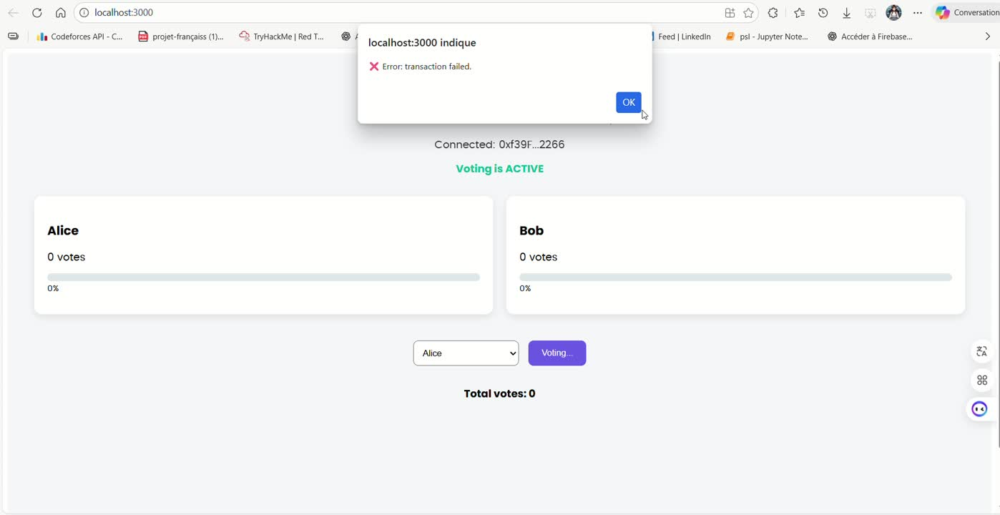 localhost:3000
Conversation
Codeforces API - C...
projet-françaiss (1)...
TryHackMe | Red T...
Feed | LinkedIn
psl - Jupyter Note...
Accéder à Firebase...
localhost:3000 indique
❌ Error: transaction failed.
OK
Connected: 0xf39F...2266
Voting is ACTIVE
Alice
0 votes
0%
Bob
0 votes
0%
Alice
Voting...
Total votes: 0